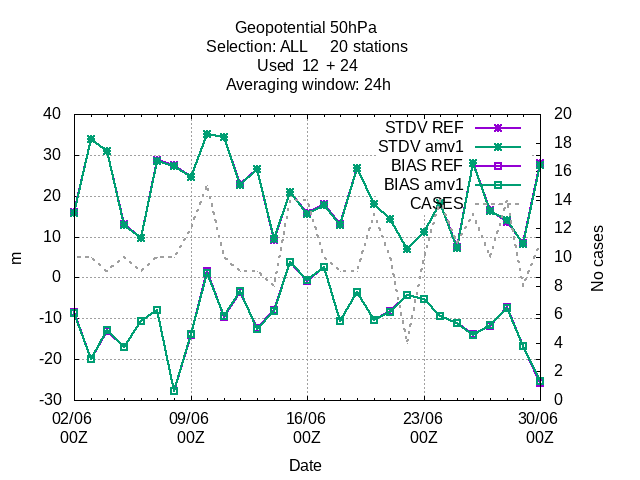 Geopotential 50hPa
Selection: ALL 20 stations
Used 12 + 24
Averaging window: 24h
40 20
STDV REF
18
STDV amv1
30
16
BIAS REF
BIAS amv1
20 14
CASES
12
10
10
m
No cases
0
8
6
-10
4
-20
2
-30 0
02/06 09/06 16/06 23/06 30/06
00Z 00Z 00Z 00Z 00Z
Date